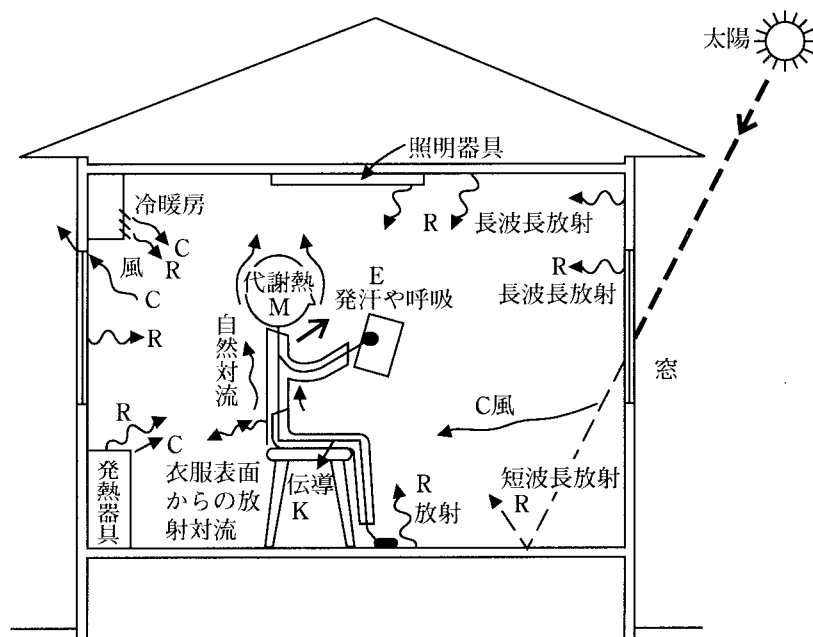 太陽
照明器具
冷暖房
C
R
風
C
R
長波長放射
代謝熱
M
E
発汗や呼吸
R
長波長放射
自然対流
R
窓
C風
R
C
発熱器具
衣服表面
からの放
射対流
伝導
K
R
放射
短波長放射
R